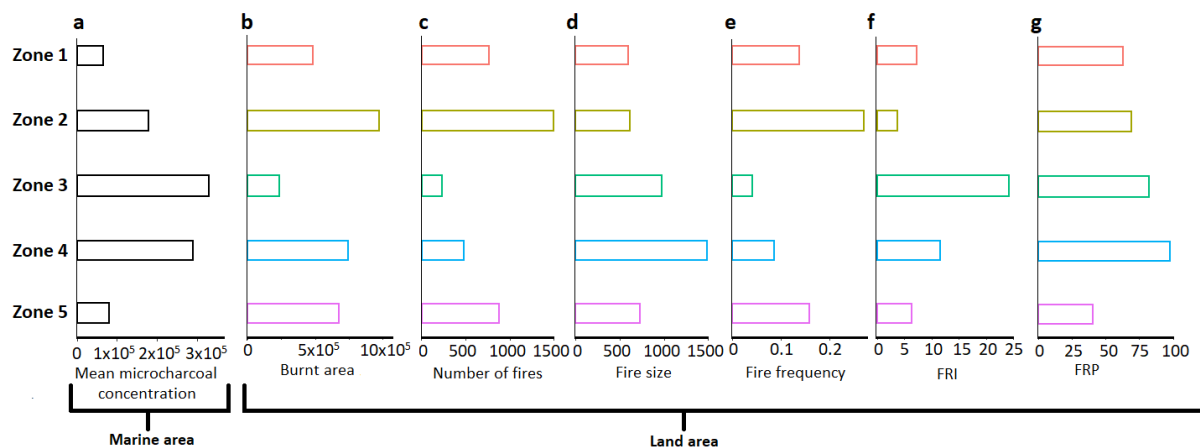 a b c d e f g
Zone 1
Zone 2
Zone 3
Zone 4
Zone 5
0 1x10⁵ 2x10⁵ 3x10⁵
Mean microcharcoal
concentration
0 5x10⁵ 10x10⁵
Burnt area
0 500 1000 1500
Number of fires
0 500 1000 1500
Fire size
0 0.1 0.2
Fire frequency
0 5 10 15 20 25
FRI
0 25 50 75 100
FRP
Marine area
Land area